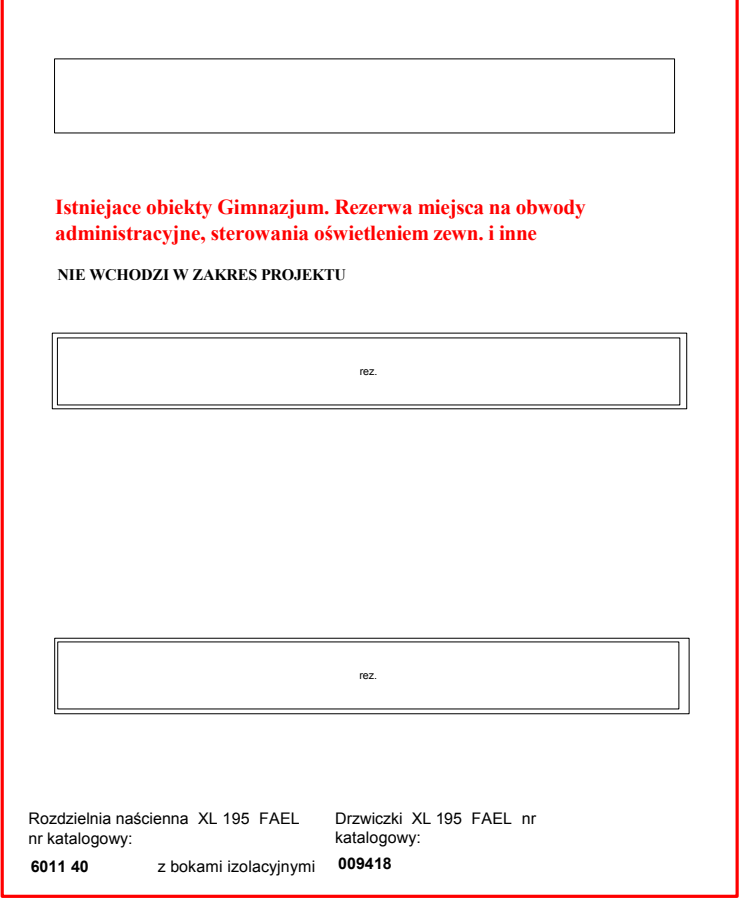 Istniejace obiekty Gimnazjum. Rezerwa miejsca na obwody
administracyjne, sterowania oświetleniem zewn. i inne
NIE WCHODZI W ZAKRES PROJEKTU
rez.
rez.
Rozdzielnia naścienna XL 195 FAEL
nr katalogowy:
6011 40 z bokami izolacyjnymi
Drzwiczki XL 195 FAEL nr
katalogowy:
009418